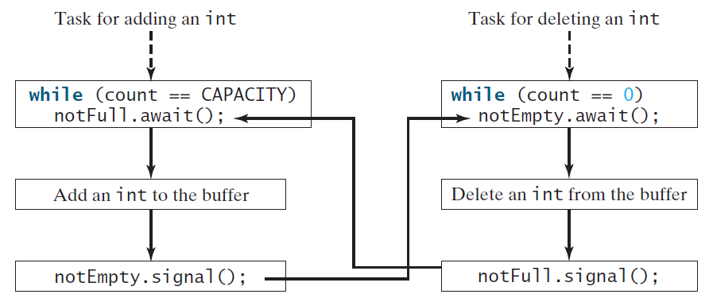 Task for adding an int
while (count == CAPACITY)
notFull.await();
Add an int to the buffer
notEmpty.signal();
Task for deleting an int
while (count == 0)
notEmpty.await();
Delete an int from the buffer
notFull.signal();